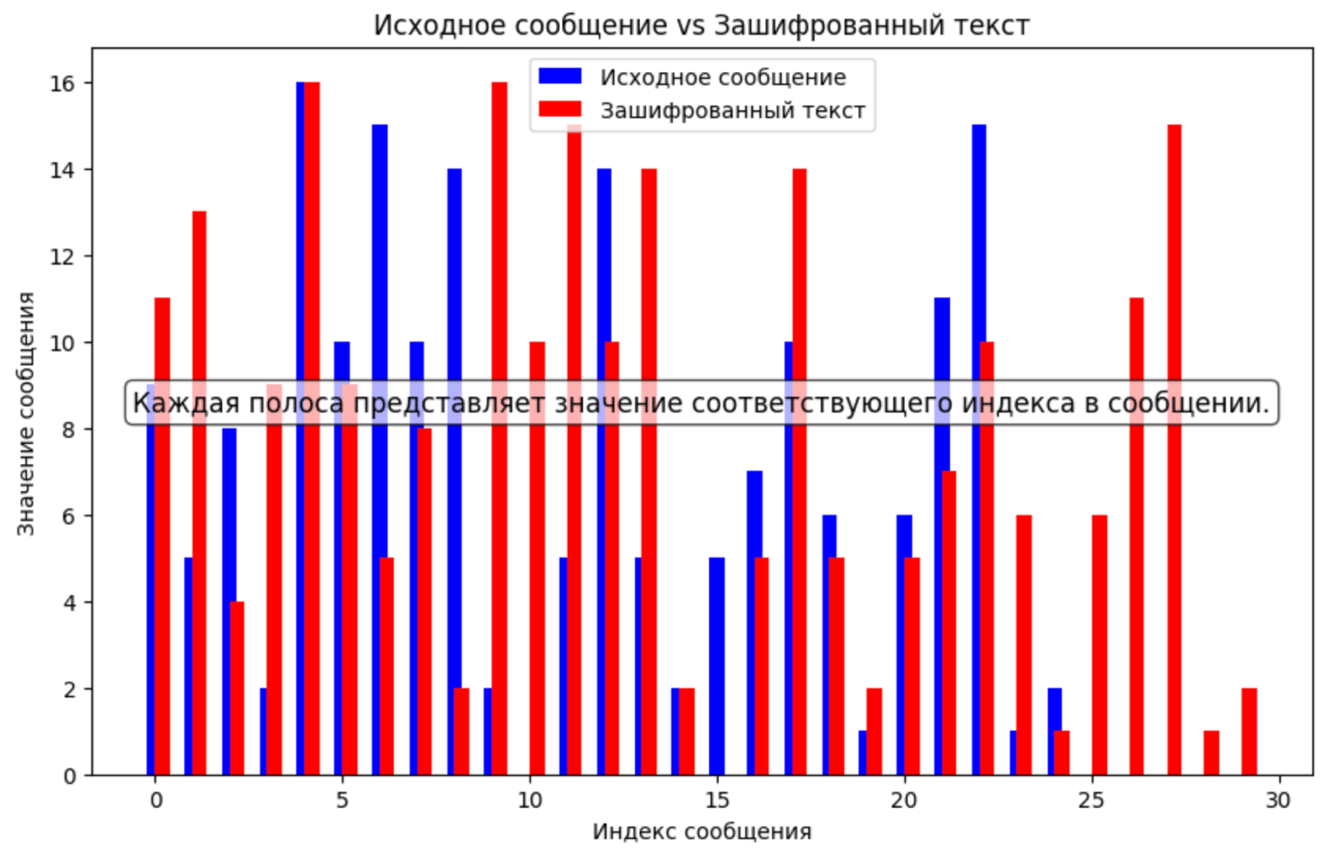 Исходное сообщение vs Зашифрованный текст
Исходное сообщение
Зашифрованный текст
Значение сообщения
16
14
12
10
8
6
4
2
0
Каждая полоса представляет значение соответствующего индекса в сообщении.
0 5 10 15 20 25 30
Индекс сообщения